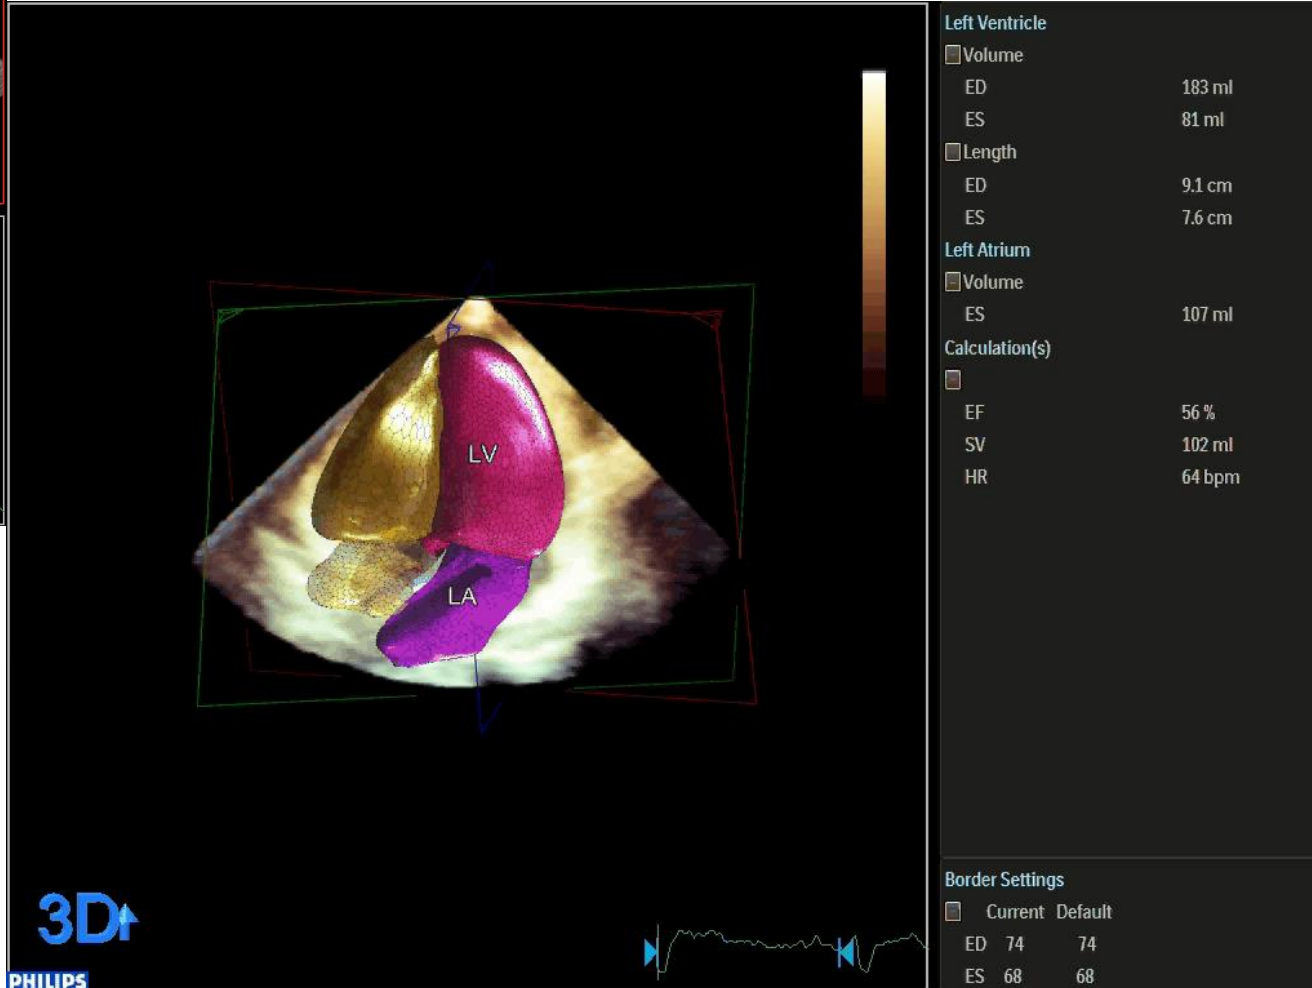 Left Ventricle
Volume
ED 183 ml
ES 81 ml
Length
ED 9.1 cm
ES 7.6 cm
Left Atrium
Volume
ES 107 ml
Calculation(s)
EF 56 %
SV 102 ml
HR 64 bpm
LV
LA
3D
PHILIPS
Border Settings
Current Default
ED 74 74
ES 68 68